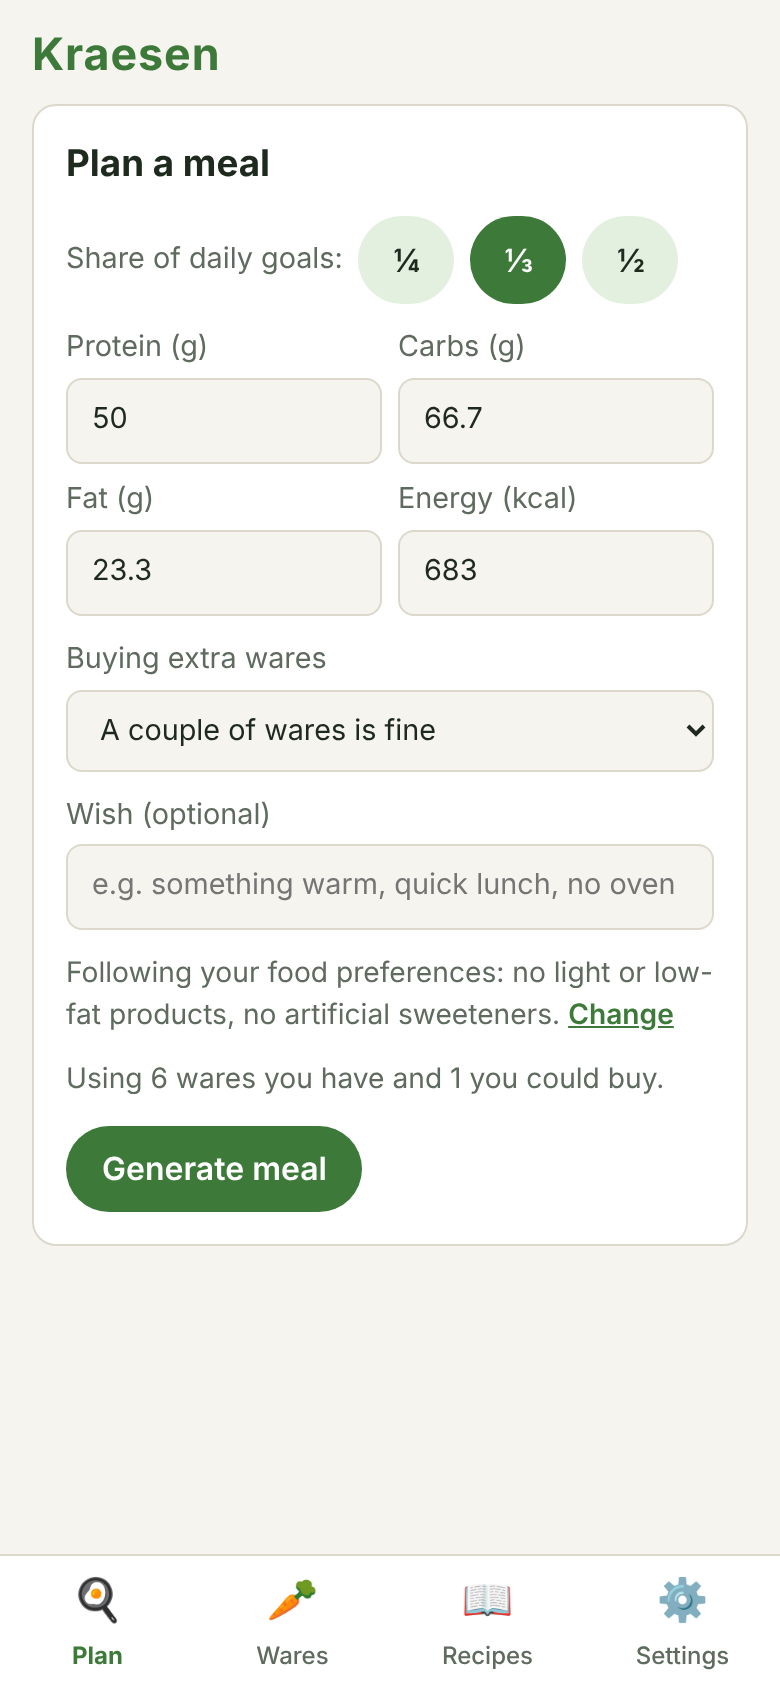 Kraesen
Plan a meal
Share of daily goals: ¼ ⅓ ½
Protein (g) Carbs (g)
50 66.7
Fat (g) Energy (kcal)
23.3 683
Buying extra wares
A couple of wares is fine
Wish (optional)
e.g. something warm, quick lunch, no oven
Following your food preferences: no light or low-
fat products, no artificial sweeteners. Change
Using 6 wares you have and 1 you could buy.
Generate meal
Plan Wares Recipes Settings